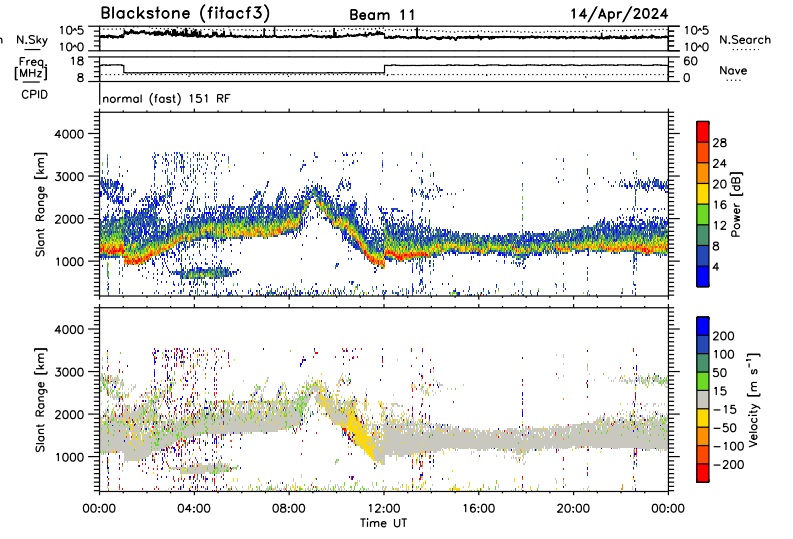 Blackstone (fitacf3)
Beam 11
14/Apr/2024
n N.Sky
10^5
10^0
10^5
10^0
N.Search
Freq.
[MHz]
18
8
60
0
Nave
CPID
normal (fast) 151 RF
Slant Range [km]
4000
3000
2000
1000
28
24
20
16
12
8
4
Power [dB]
Slant Range [km]
4000
3000
2000
1000
200
100
50
15
-15
-50
-100
-200
Velocity [m s⁻¹]
00:00 04:00 08:00 12:00 16:00 20:00 00:00
Time UT